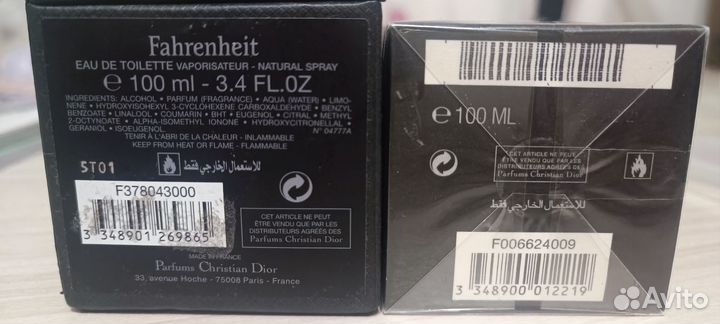 Fahrenheit
EAU DE TOILETTE VAPORISATEUR - NATURAL SPRAY
℮ 100 ml - 3.4 FL.OZ
INGREDIENTS: ALCOHOL • PARFUM (FRAGRANCE) • AQUA (WATER) • LIMO-
NENE • HYDROXYISOHEXYL 3-CYCLOHEXENE CARBOXALDEHYDE • BENZYL
BENZOATE • LINALOOL • COUMARIN • BHT • EUGENOL • CITRAL • METHYL
2-OCTYNOATE • ALPHA-ISOMETHYL IONONE • HYDROXYCITRONELLAL •
GERANIOL • ISOEUGENOL.
N° 04777A
TENIR À L'ABRI DE LA CHALEUR - INFLAMMABLE
KEEP FROM HEAT OR FLAME - FLAMMABLE
5T01
للاستعمال الخارجي فقط
F378043000
3 348901 269865
CET ARTICLE NE PEUT
ÊTRE VENDU QUE PAR LES
DISTRIBUTEURS AGRÉÉS DES
Parfums Christian Dior
MADE IN FRANCE
Parfums Christian Dior
33, avenue Hoche - 75008 Paris - France
℮ 100 ML
CET ARTICLE NE PEUT
ÊTRE VENDU QUE PAR LES
DISTRIBUTEURS AGRÉÉS DE
Parfums Christian Dior
للاستعمال الخارجي فقط
F006624009
3 348900 012219
Avito